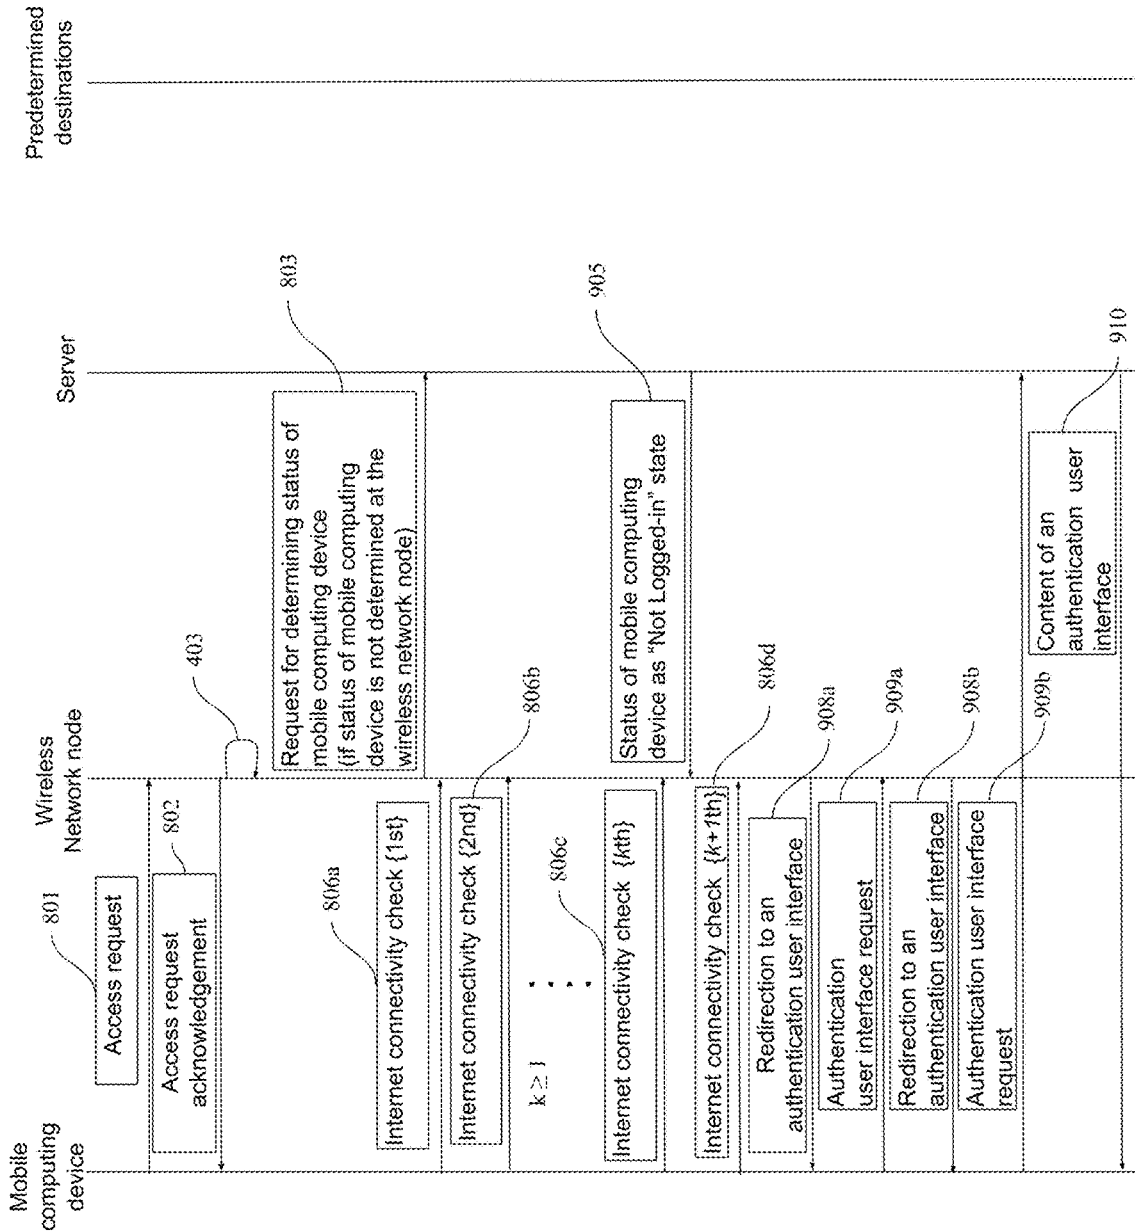 Mobile
computing
device
Wireless
Network node
Server
Predetermined
destinations
801
Access request
802
Access request
acknowledgement
403
803
Request for determining status of
mobile computing device
(if status of mobile computing
device is not determined at the
wireless network node)
806a
Internet connectivity check {1st}
806b
Internet connectivity check {2nd}
k ≥ 1
806c
Internet connectivity check {kth}
905
Status of mobile computing
device as “Not Logged-in” state
806d
Internet connectivity check {k+1th}
908a
Redirection to an
authentication user interface
909a
Authentication
user interface request
908b
Redirection to an
authentication user interface
909b
Authentication user interface
request
910
Content of an
authentication user
interface